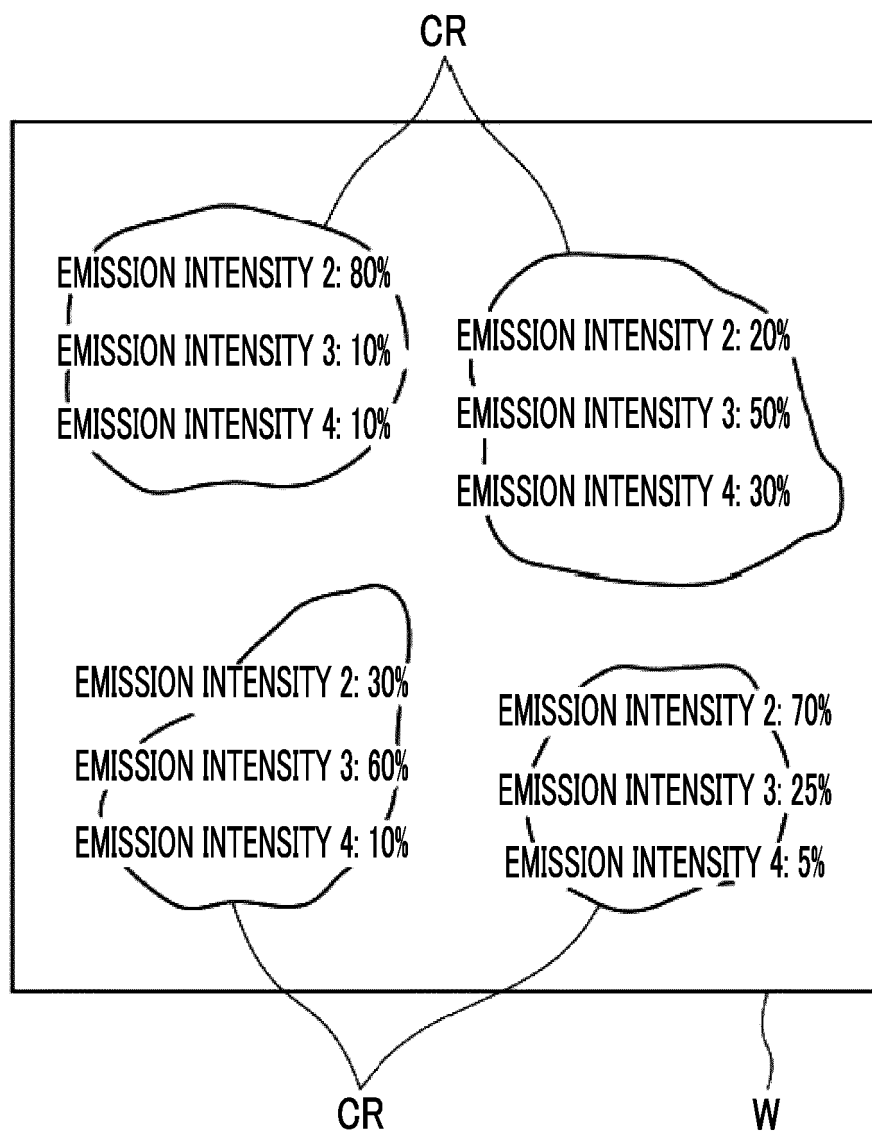 CR
EMISSION INTENSITY 2: 80%
EMISSION INTENSITY 3: 10%
EMISSION INTENSITY 4: 10%
EMISSION INTENSITY 2: 20%
EMISSION INTENSITY 3: 50%
EMISSION INTENSITY 4: 30%
EMISSION INTENSITY 2: 30%
EMISSION INTENSITY 3: 60%
EMISSION INTENSITY 4: 10%
EMISSION INTENSITY 2: 70%
EMISSION INTENSITY 3: 25%
EMISSION INTENSITY 4: 5%
CR
W